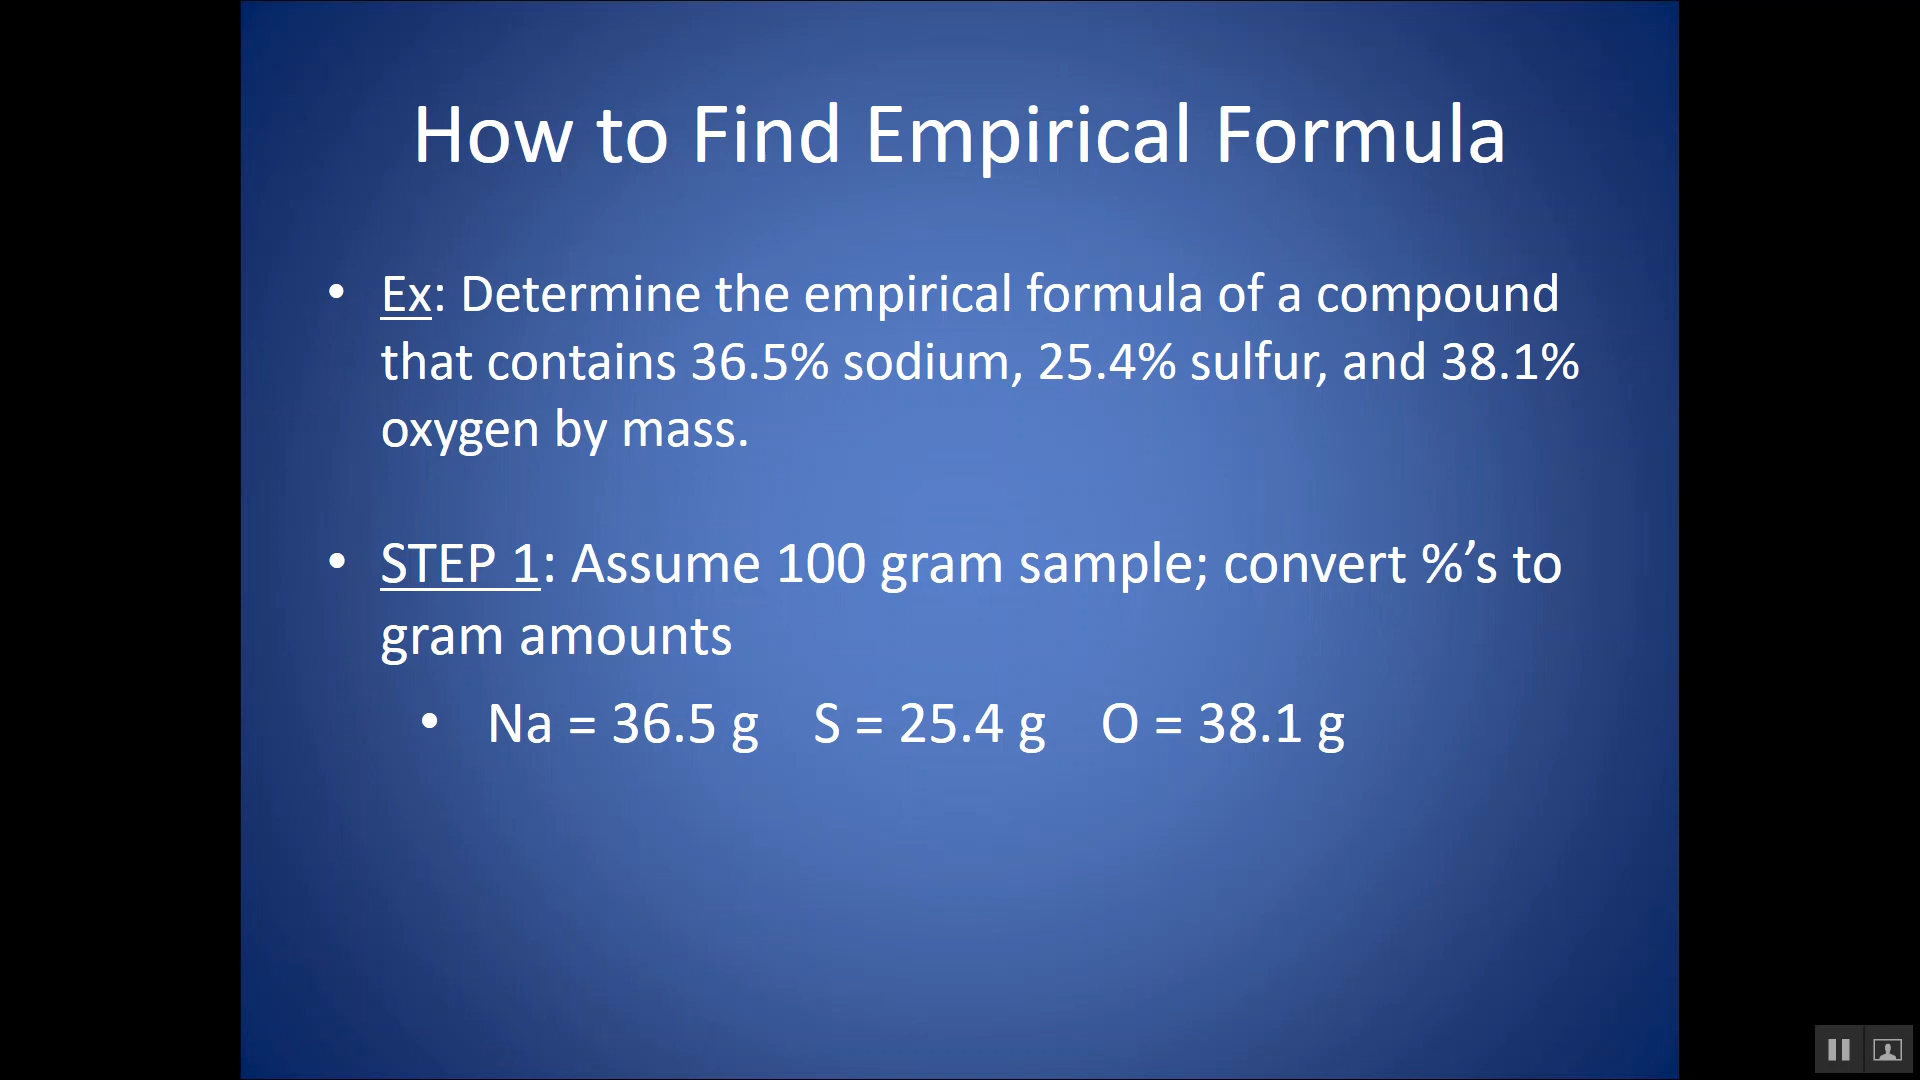 How to Find Empirical Formula
• Ex: Determine the empirical formula of a compound
that contains 36.5% sodium, 25.4% sulfur, and 38.1%
oxygen by mass.
• STEP 1: Assume 100 gram sample; convert %’s to
gram amounts
• Na = 36.5 g S = 25.4 g O = 38.1 g